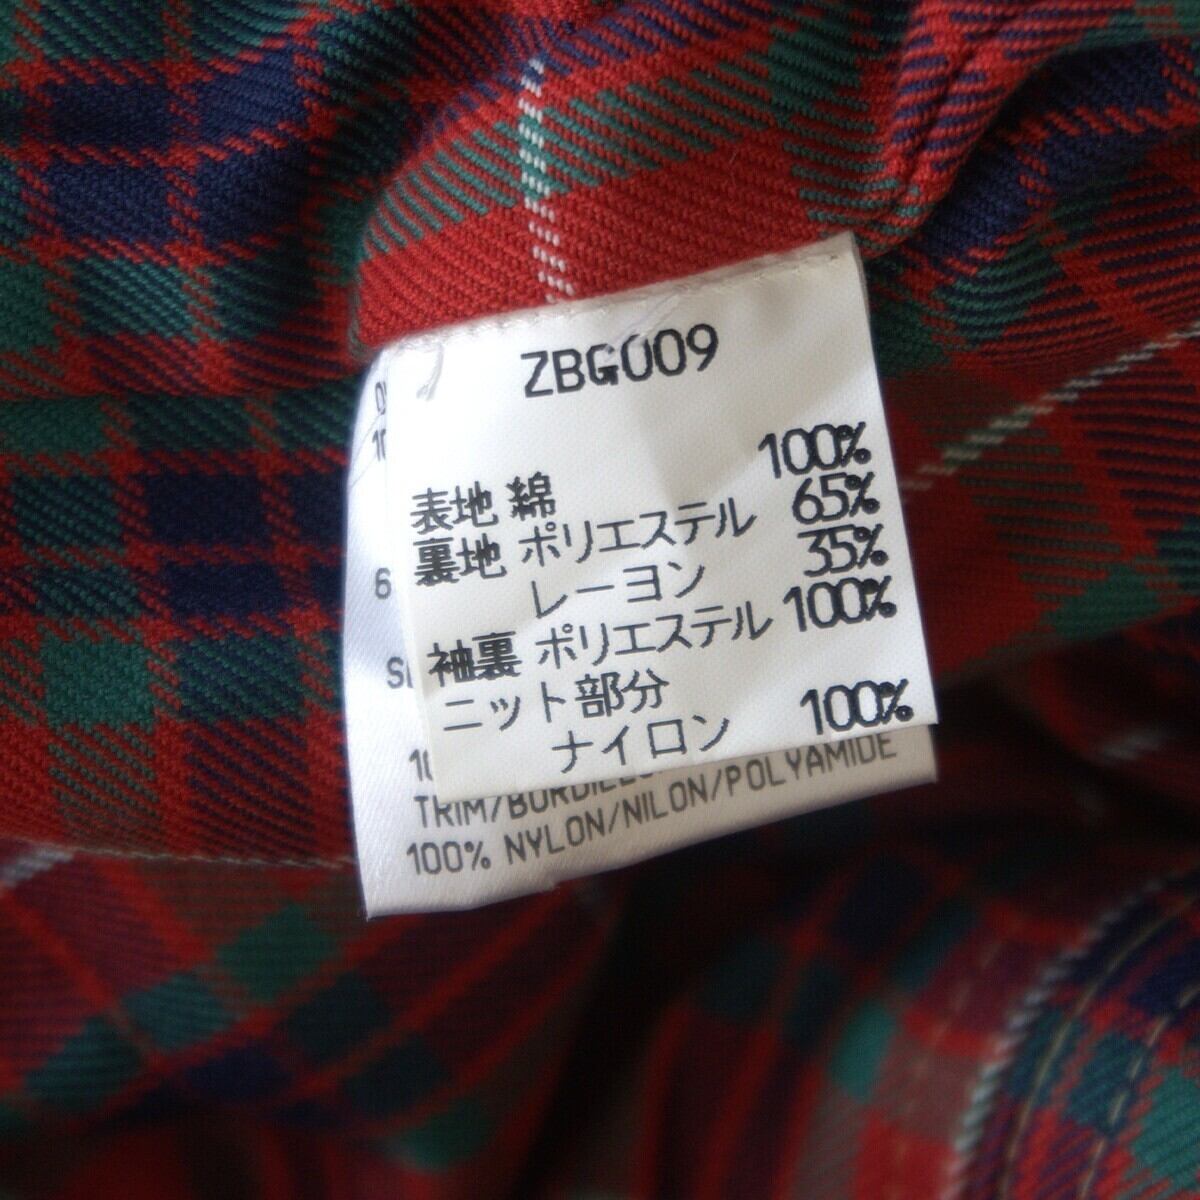 ZBG009
表地 綿 100%
裏地 ポリエステル 65%
レーヨン 35%
袖裏 ポリエステル 100%
ニット部分
ナイロン 100%
100% NYLON/NILON/POLYAMIDE